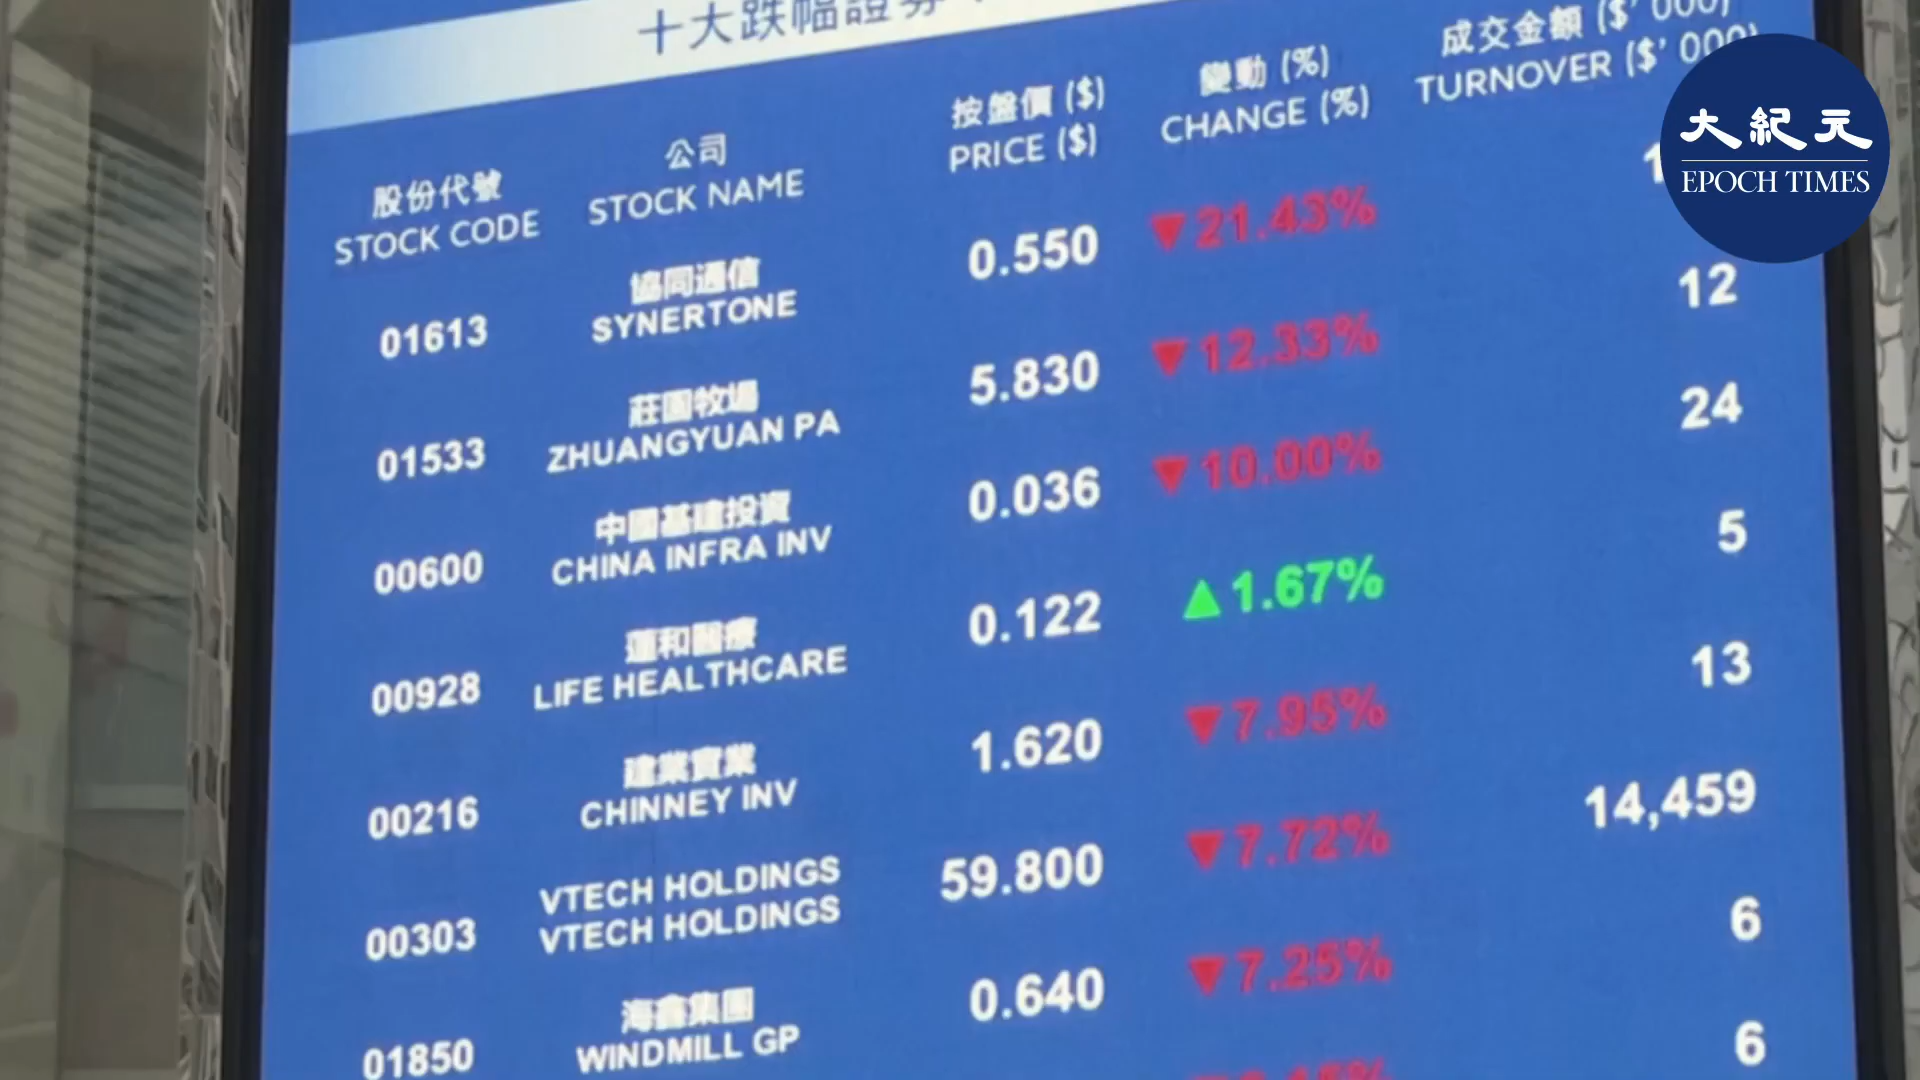 十大跌幅證券
股份代號 公司 按盤價 ($) 變動 (%) 成交金額 ($' 000)
STOCK CODE STOCK NAME PRICE ($) CHANGE (%) TURNOVER ($' 000)
協同通信
01613 SYNERTONE 0.550 ▼21.43%
莊園牧場
01533 ZHUANGYUAN PA 5.830 ▼12.33% 12
中國基建投資
00600 CHINA INFRA INV 0.036 ▼10.00% 24
蓮和醫療
00928 LIFE HEALTHCARE 0.122 ▲1.67% 5
建業實業
00216 CHINNEY INV 1.620 ▼7.95% 13
VTECH HOLDINGS
00303 VTECH HOLDINGS 59.800 ▼7.72% 14,459
海鑫集團
01850 WINDMILL GP 0.640 ▼7.25% 6
6
大紀元
EPOCH TIMES